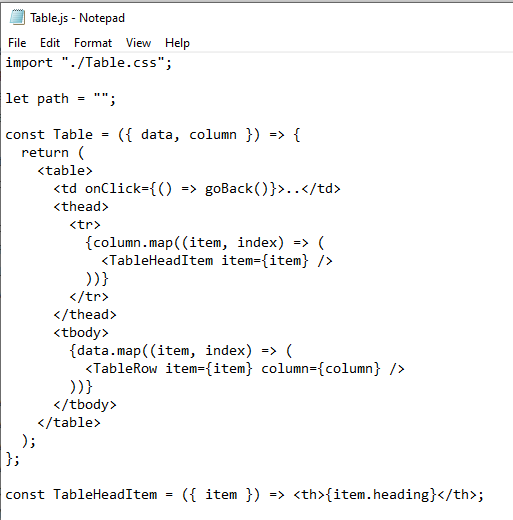 Table.js - Notepad
File Edit Format View Help
import "./Table.css";

let path = "";

const Table = ({ data, column }) => {
  return (
    <table>
      <td onClick={() => goBack()}>..</td>
      <thead>
        <tr>
          {column.map((item, index) => (
            <TableHeadItem item={item} />
          ))}
        </tr>
      </thead>
      <tbody>
        {data.map((item, index) => (
          <TableRow item={item} column={column} />
        ))}
      </tbody>
    </table>
  );
};

const TableHeadItem = ({ item }) => <th>{item.heading}</th>;